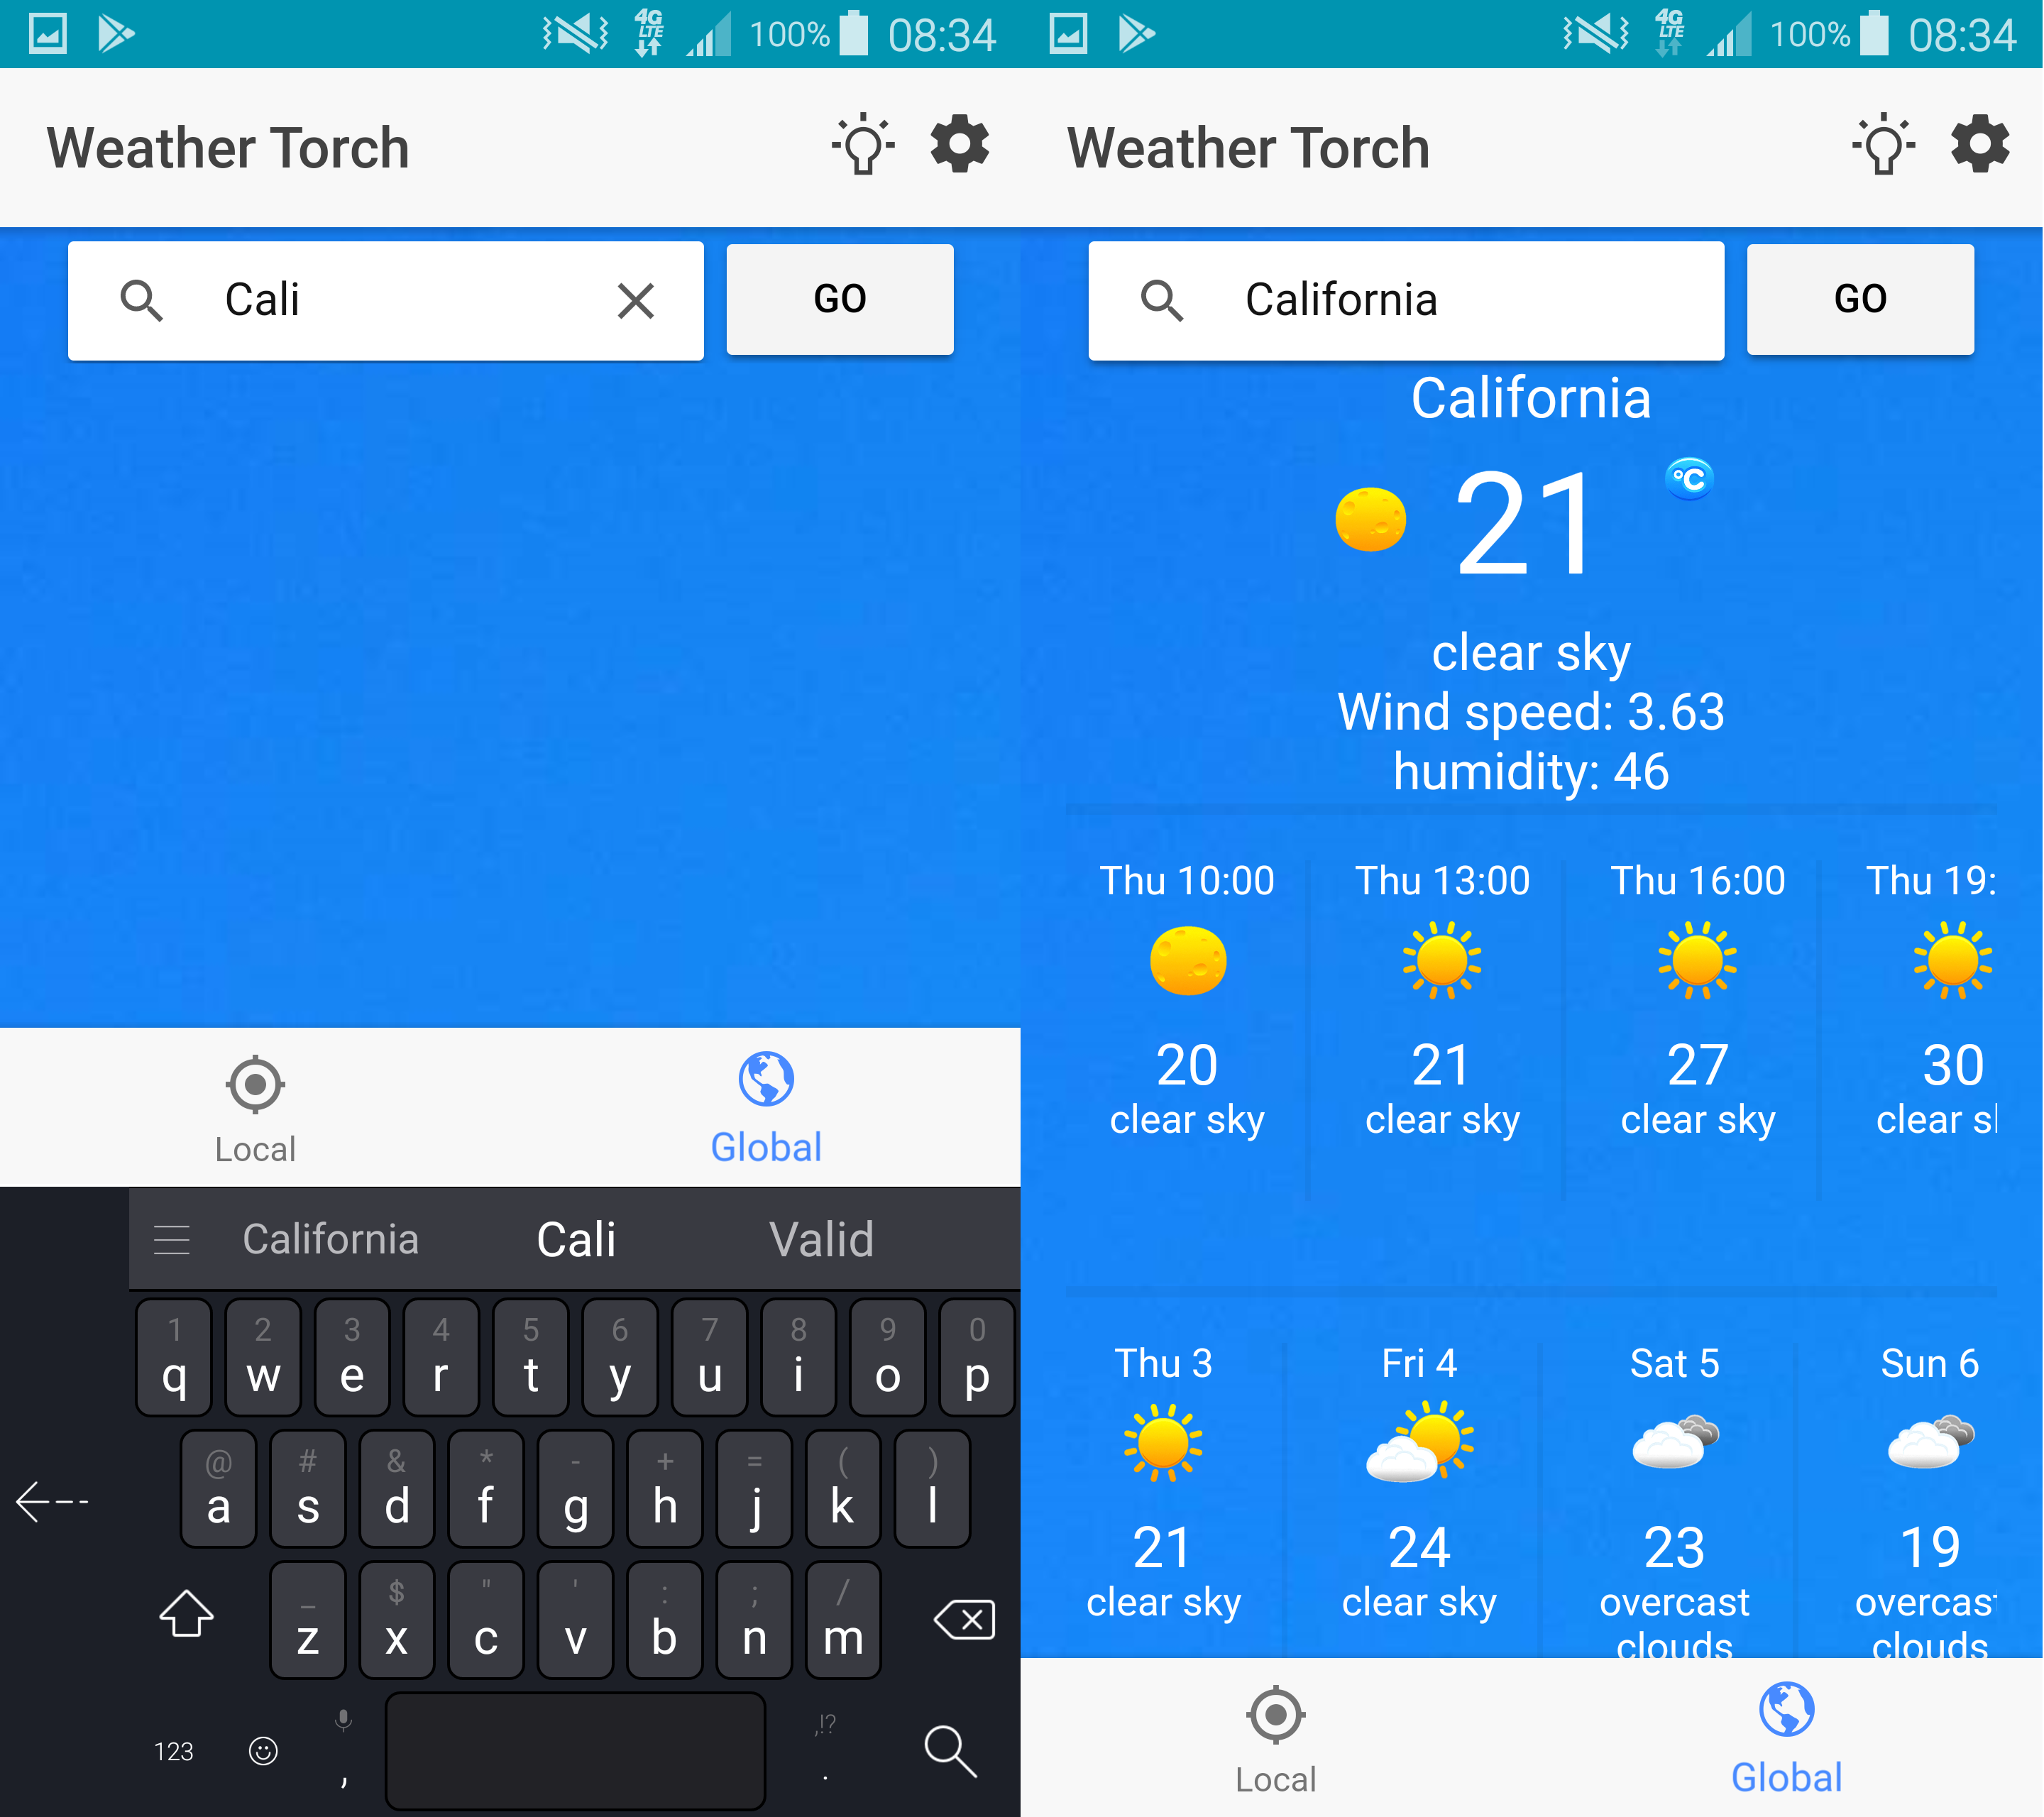 4G LTE 100% 08:34
Weather Torch
Cali GO
Local Global
California Cali Valid
1 2 3 4 5 6 7 8 9 0
q w e r t y u i o p
@ # & * - + = ( )
a s d f g h j k l
_ $ " ' : ; /
z x c v b n m
,!?
123 , .
4G LTE 100% 08:34
Weather Torch
California GO
California
21 °C
clear sky
Wind speed: 3.63
humidity: 46
Thu 10:00 Thu 13:00 Thu 16:00 Thu 19:
20 21 27 30
clear sky clear sky clear sky clear sl
Thu 3 Fri 4 Sat 5 Sun 6
21 24 23 19
clear sky clear sky overcast overcast
clouds clouds
Local Global